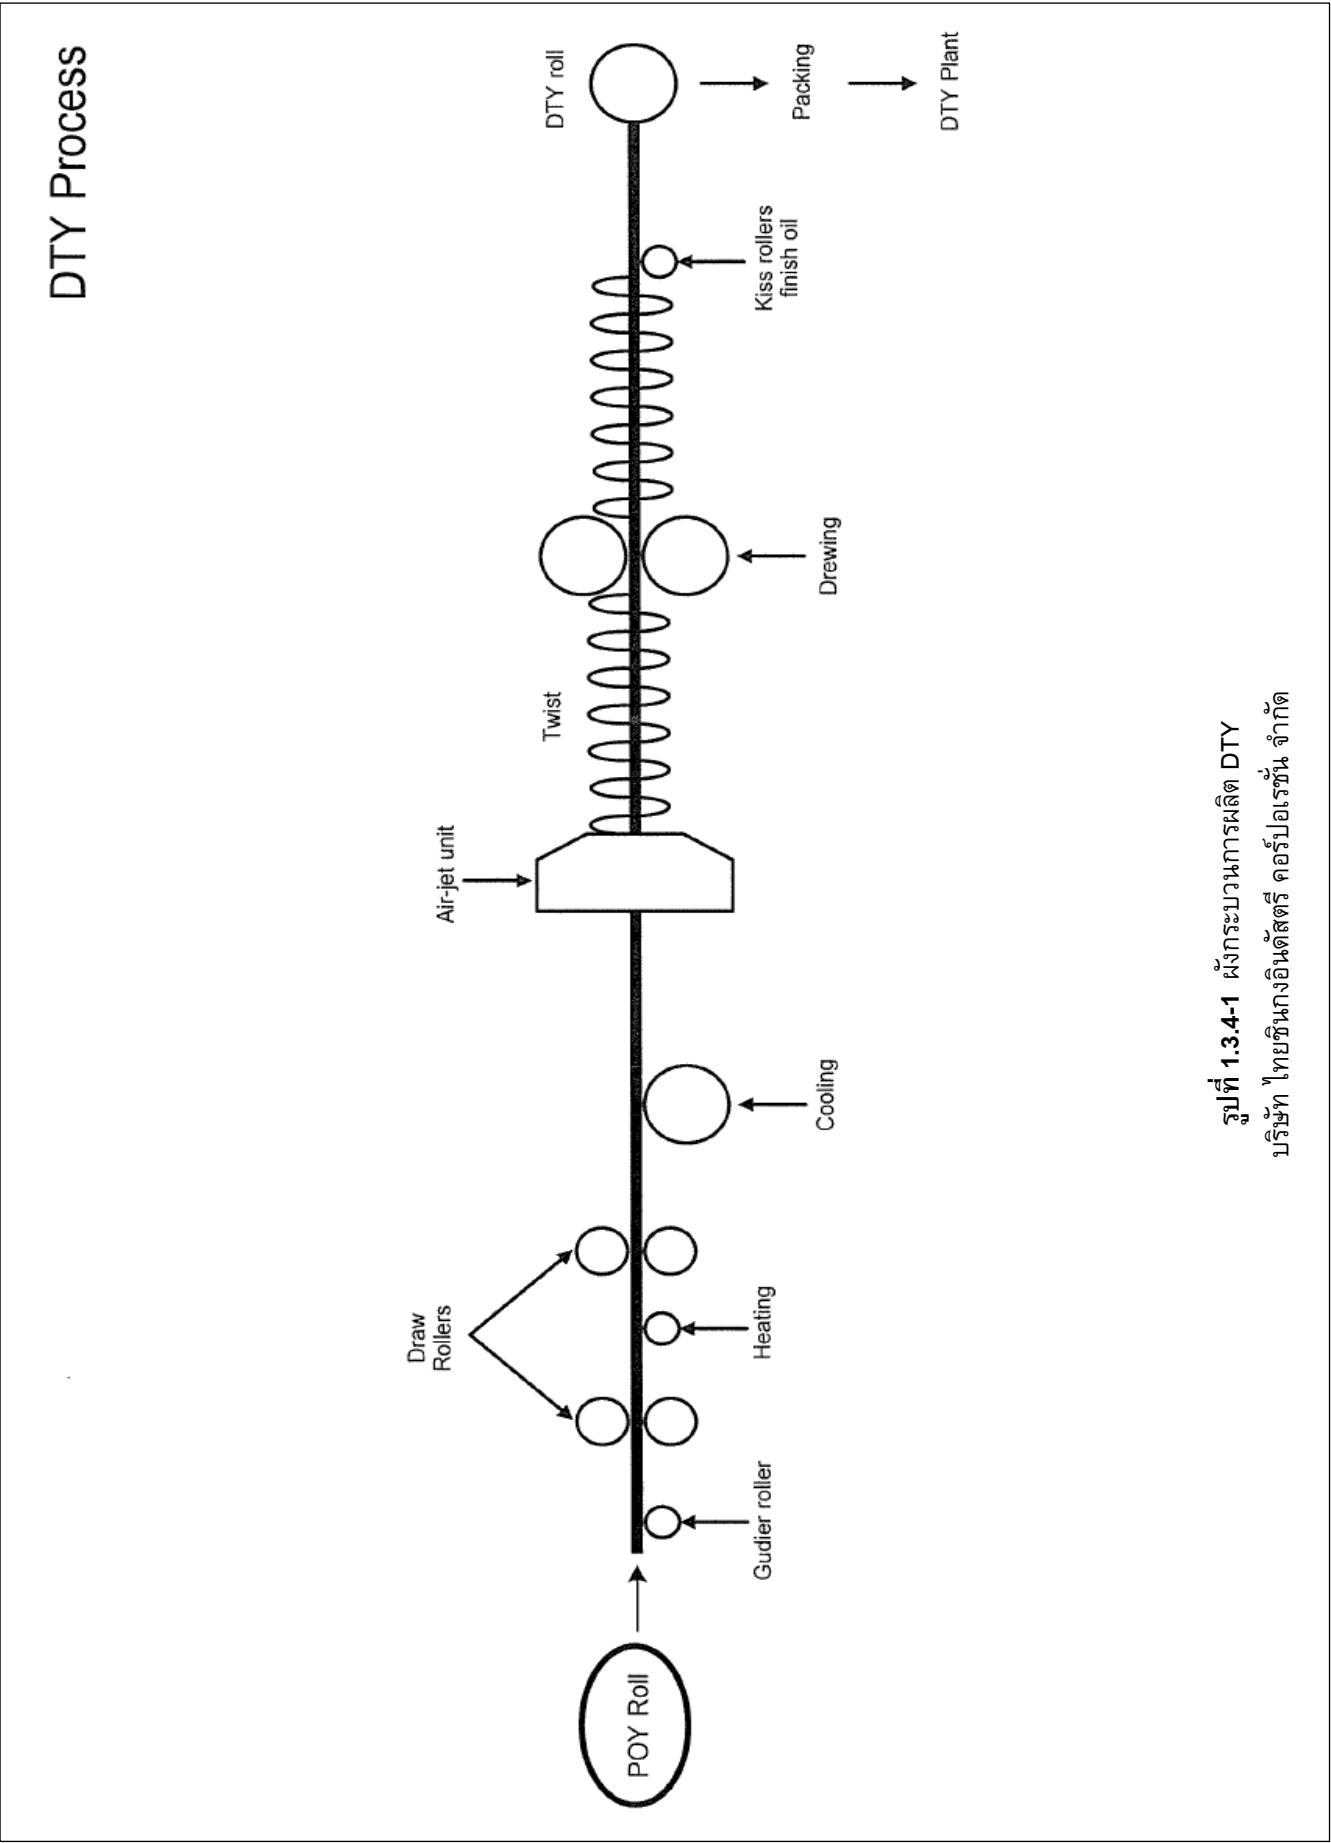 DTY Process
POY Roll
Gudier roller
Draw
Rollers
Heating
Cooling
Air-jet unit
Twist
Drewing
Kiss rollers
finish oil
DTY roll
Packing
DTY Plant
รูปที่ 1.3.4-1 ผังกระบวนการผลิต DTY
บริษัท ไทยชินกงอินดัสตรี คอร์ปอเรชั่น จำกัด